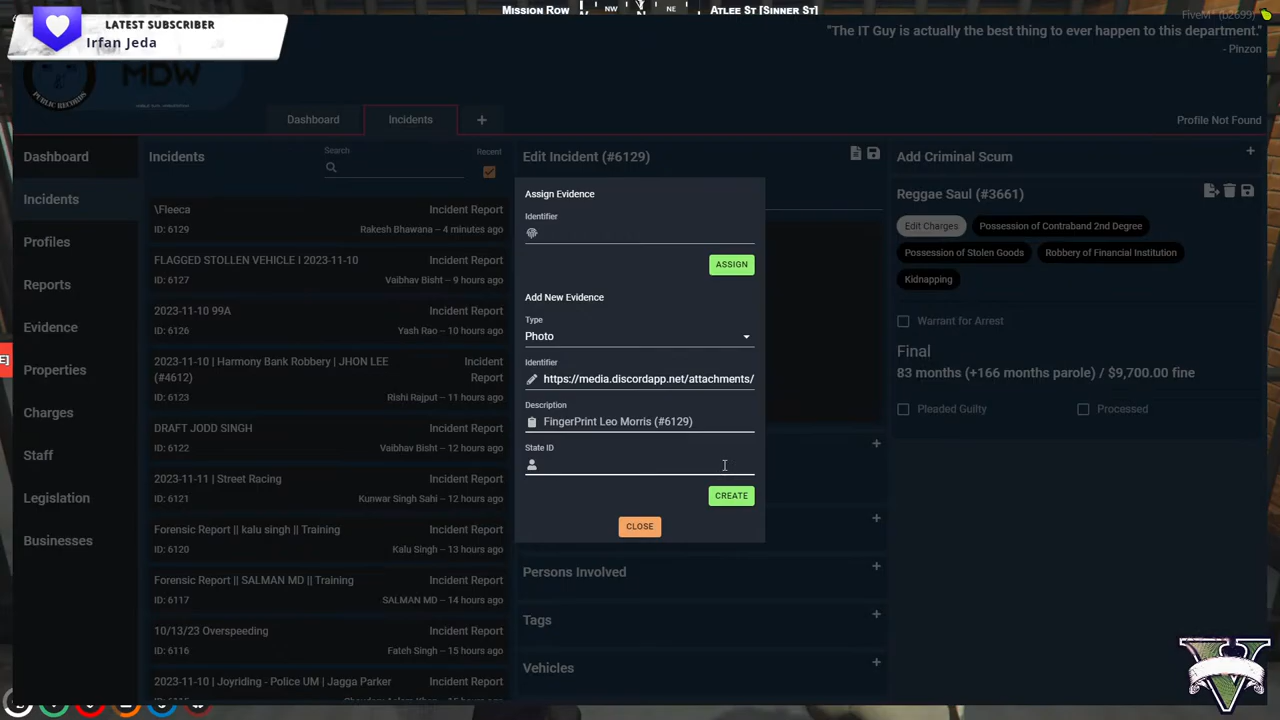 Mission Row
NW
NE
Atlee St [Sinner St]
FiveM® (b2699)
LATEST SUBSCRIBER
Irfan Jeda
"The IT Guy is actually the best thing to ever happen to this department."
- Pinzon
MDW
PUBLIC RECORDS
Dashboard
Incidents
+
Profile Not Found
Dashboard
Incidents
Profiles
Reports
Evidence
Properties
Charges
Staff
Legislation
Businesses
E]
Incidents
Search
Recent
\Fleeca
Incident Report
ID: 6129
Rakesh Bhawana – 4 minutes ago
FLAGGED STOLLEN VEHICLE I 2023-11-10
Incident Report
ID: 6127
Vaibhav Bisht – 9 hours ago
2023-11-10 99A
Incident Report
ID: 6126
Yash Rao – 10 hours ago
2023-11-10 | Harmony Bank Robbery | JHON LEE
(#4612)
Incident
Report
ID: 6123
Rishi Rajput – 11 hours ago
DRAFT JODD SINGH
Incident Report
ID: 6122
Vaibhav Bisht – 12 hours ago
2023-11-11 | Street Racing
Incident Report
ID: 6121
Kunwar Singh Sahi – 12 hours ago
Forensic Report || kalu singh || Training
Incident Report
ID: 6120
Kalu Singh – 13 hours ago
Forensic Report || SALMAN MD || Training
Incident Report
ID: 6117
SALMAN MD – 14 hours ago
10/13/23 Overspeeding
Incident Report
ID: 6116
Fateh Singh – 15 hours ago
2023-11-10 | Joyriding - Police UM | Jagga Parker
Incident Report
Edit Incident (#6129)
Assign Evidence
Identifier
ASSIGN
Add New Evidence
Type
Photo
Identifier
https://media.discordapp.net/attachments/
Description
FingerPrint Leo Morris (#6129)
State ID
CREATE
CLOSE
Persons Involved
+
Tags
+
Vehicles
+
Add Criminal Scum
+
Reggae Saul (#3661)
Edit Charges
Possession of Contraband 2nd Degree
Possession of Stolen Goods
Robbery of Financial Institution
Kidnapping
Warrant for Arrest
Final
83 months (+166 months parole) / $9,700.00 fine
Pleaded Guilty
Processed
V